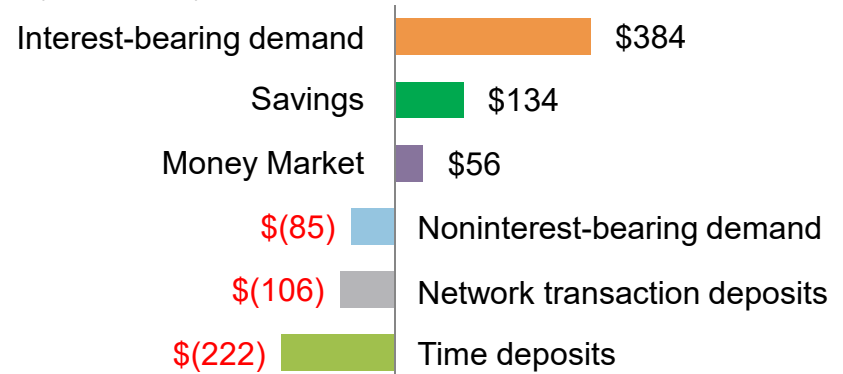 Interest-bearing demand $384
Savings $134
Money Market $56
$(85) Noninterest-bearing demand
$(106) Network transaction deposits
$(222) Time deposits